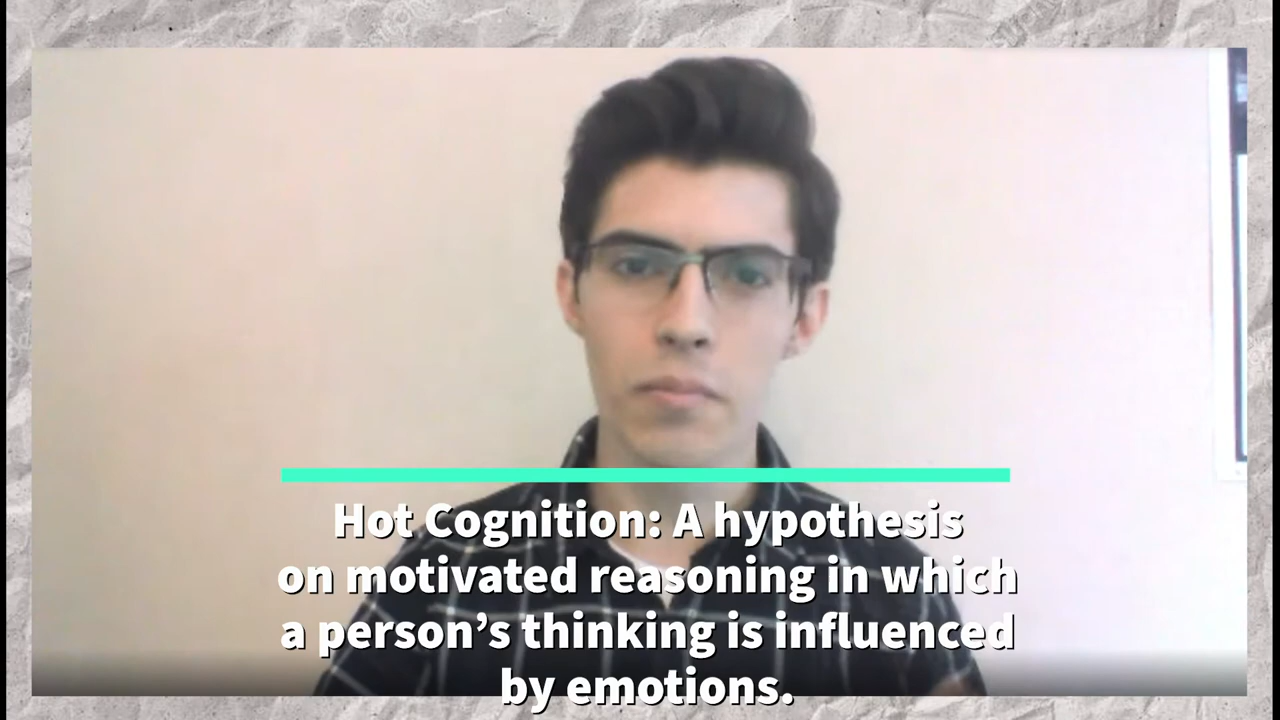 Hot Cognition: A hypothesis
on motivated reasoning in which
a person’s thinking is influenced
by emotions.